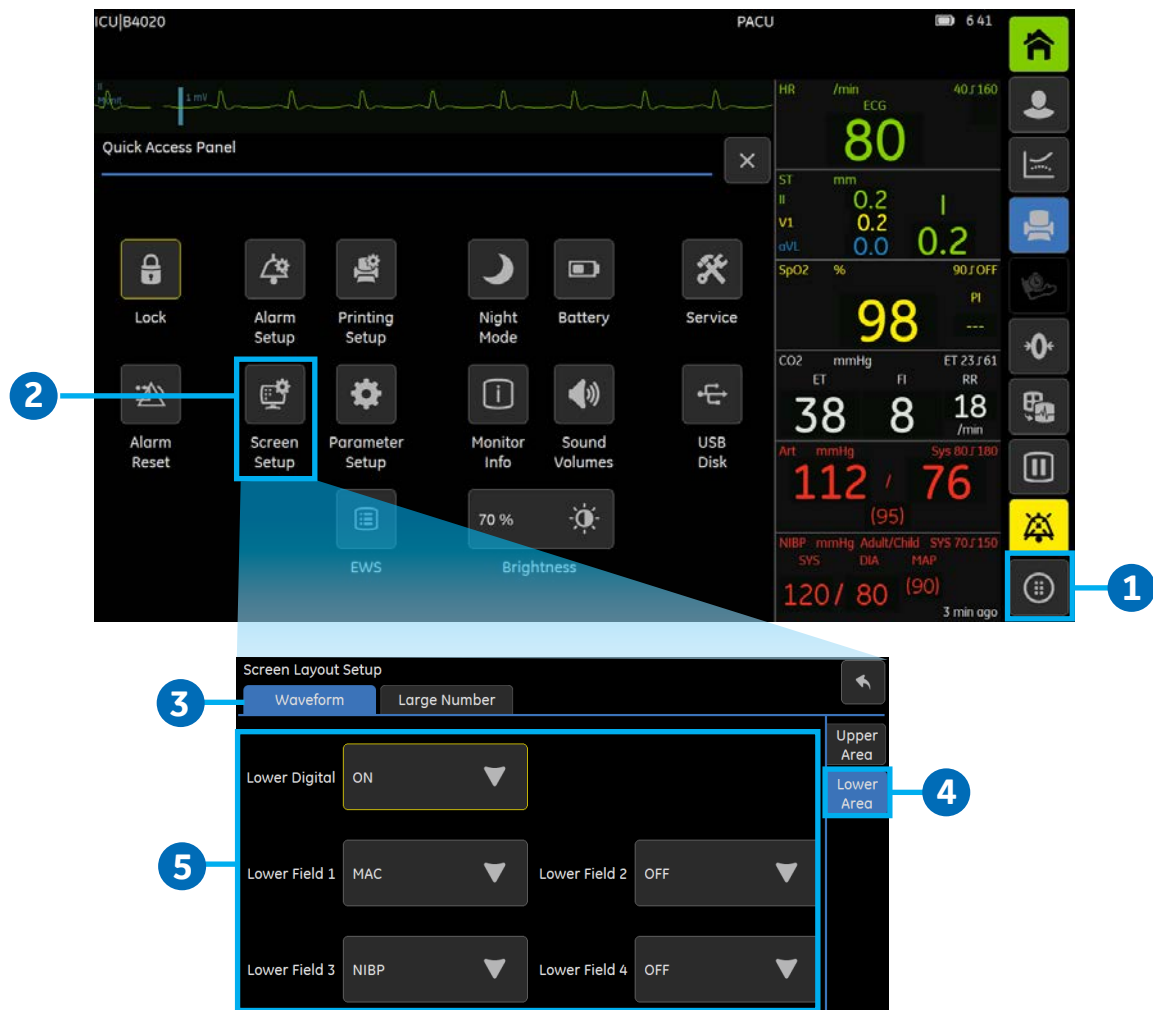 ICU|B4020
PACU
6 41
II
1 mV
HR /min 40 160
ECG
80
Quick Access Panel
ST mm
II 0.2 I
V1 0.2
aVL 0.0 0.2
SpO2 % 90 OFF
PI
98
---
Lock
Alarm
Setup
Printing
Setup
Night
Mode
Battery
Service
CO2 mmHg ET 23 61
ET FI RR
38 8 18
/min
2
Alarm
Reset
Screen
Setup
Parameter
Setup
Monitor
Info
Sound
Volumes
USB
Disk
Art mmHg Sys 80 180
112 / 76
(95)
70 %
EWS
Brightness
NIBP mmHg Adult/Child SYS 70 150
SYS DIA MAP
120 / 80 (90)
3 min ago
1
Screen Layout Setup
3
Waveform Large Number
Upper
Area
Lower
Area
4
Lower Digital ON
5
Lower Field 1 MAC Lower Field 2 OFF
Lower Field 3 NIBP Lower Field 4 OFF